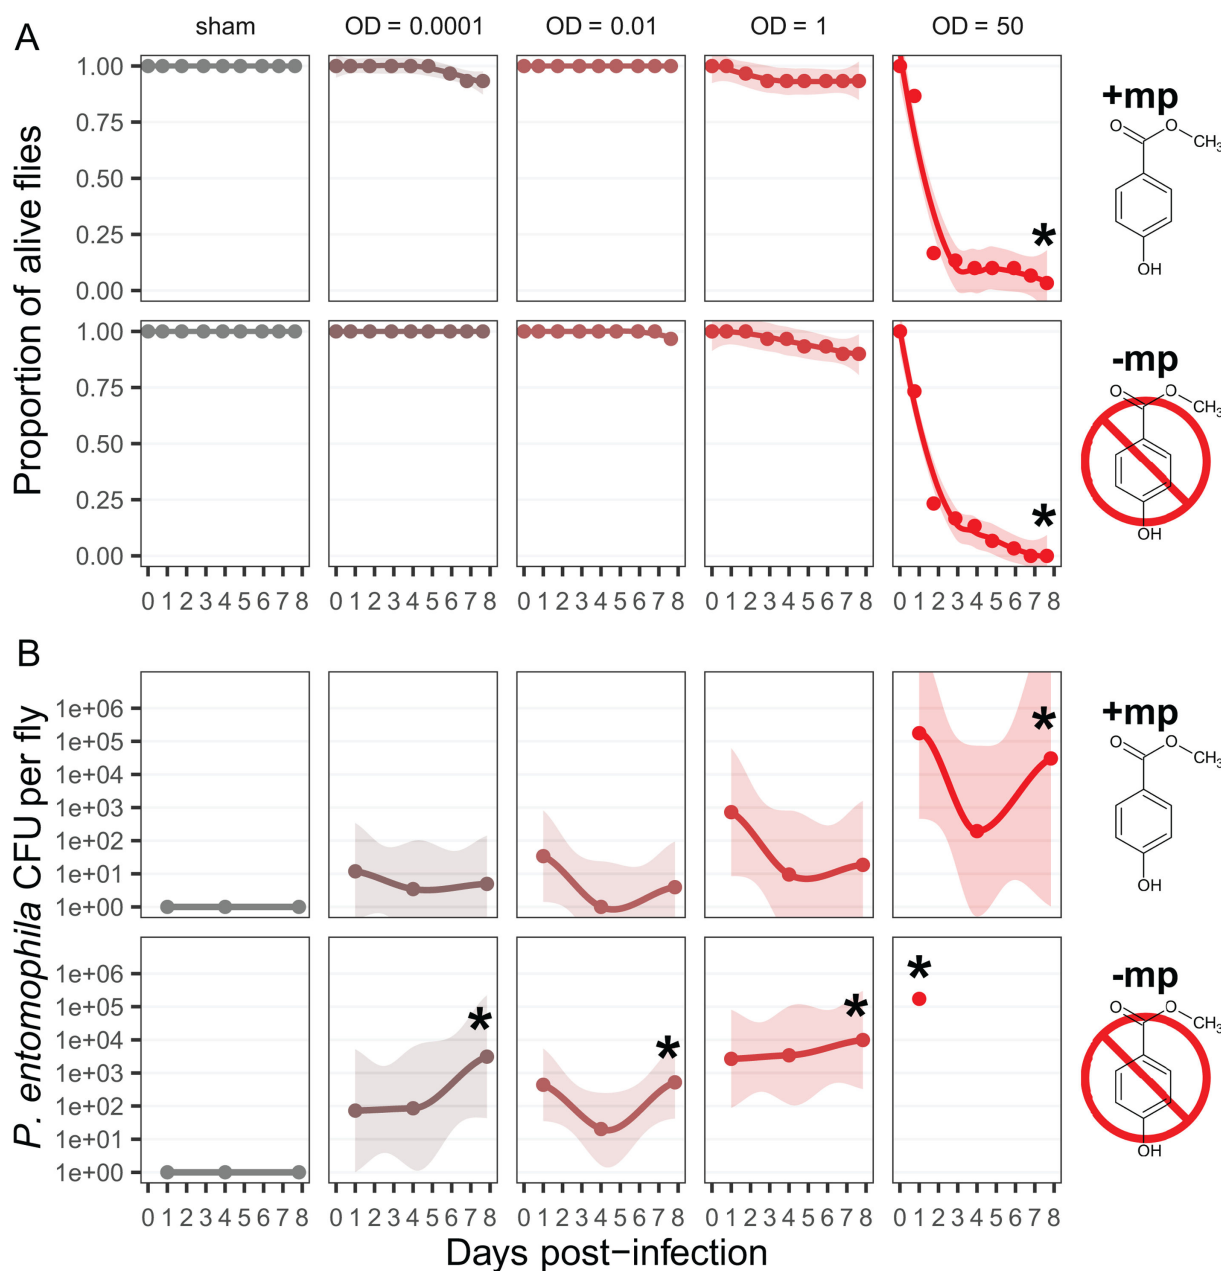 A
sham
OD = 0.0001
OD = 0.01
OD = 1
OD = 50
Proportion of alive flies
1.00
0.75
0.50
0.25
0.00
*
+mp
O
O
CH3
OH
1.00
0.75
0.50
0.25
0.00
*
-mp
O
O
CH3
OH
0 1 2 3 4 5 6 7 8
0 1 2 3 4 5 6 7 8
0 1 2 3 4 5 6 7 8
0 1 2 3 4 5 6 7 8
0 1 2 3 4 5 6 7 8
B
P. entomophila CFU per fly
1e+06
1e+05
1e+04
1e+03
1e+02
1e+01
1e+00
*
+mp
O
O
CH3
OH
1e+06
1e+05
1e+04
1e+03
1e+02
1e+01
1e+00
*
*
*
*
-mp
O
O
CH3
OH
0 1 2 3 4 5 6 7 8
0 1 2 3 4 5 6 7 8
0 1 2 3 4 5 6 7 8
0 1 2 3 4 5 6 7 8
0 1 2 3 4 5 6 7 8
Days post−infection